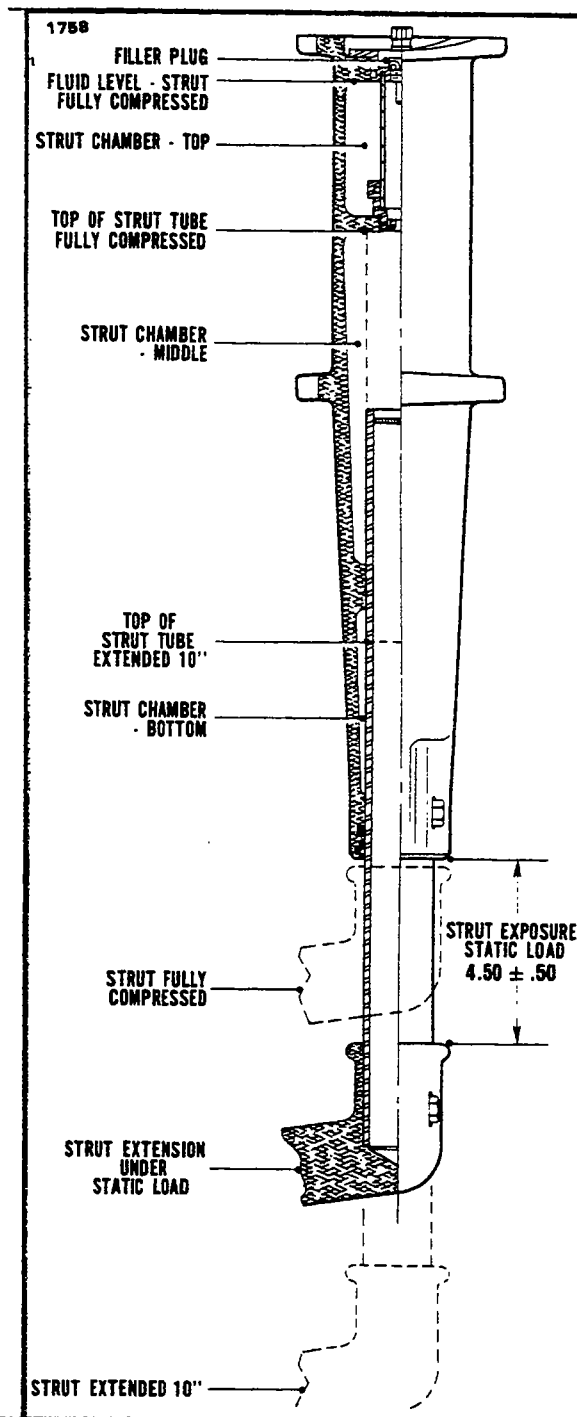 1758
FILLER PLUG
FLUID LEVEL - STRUT
FULLY COMPRESSED
STRUT CHAMBER - TOP
TOP OF STRUT TUBE
FULLY COMPRESSED
STRUT CHAMBER
- MIDDLE
TOP OF
STRUT TUBE
EXTENDED 10"
STRUT CHAMBER
- BOTTOM
STRUT EXPOSURE
STATIC LOAD
4.50 ± .50
STRUT FULLY
COMPRESSED
STRUT EXTENSION
UNDER
STATIC LOAD
STRUT EXTENDED 10"